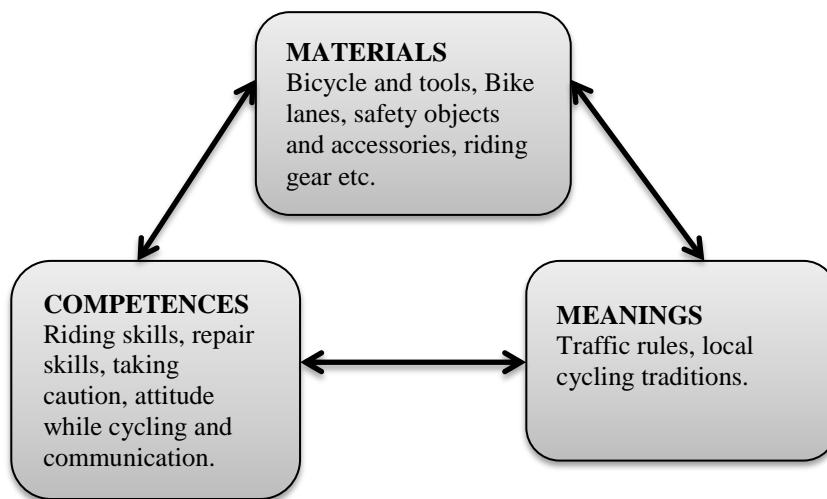 MATERIALS
Bicycle and tools, Bike
lanes, safety objects
and accessories, riding
gear etc.
COMPETENCES
Riding skills, repair
skills, taking
caution, attitude
while cycling and
communication.
MEANINGS
Traffic rules, local
cycling traditions.